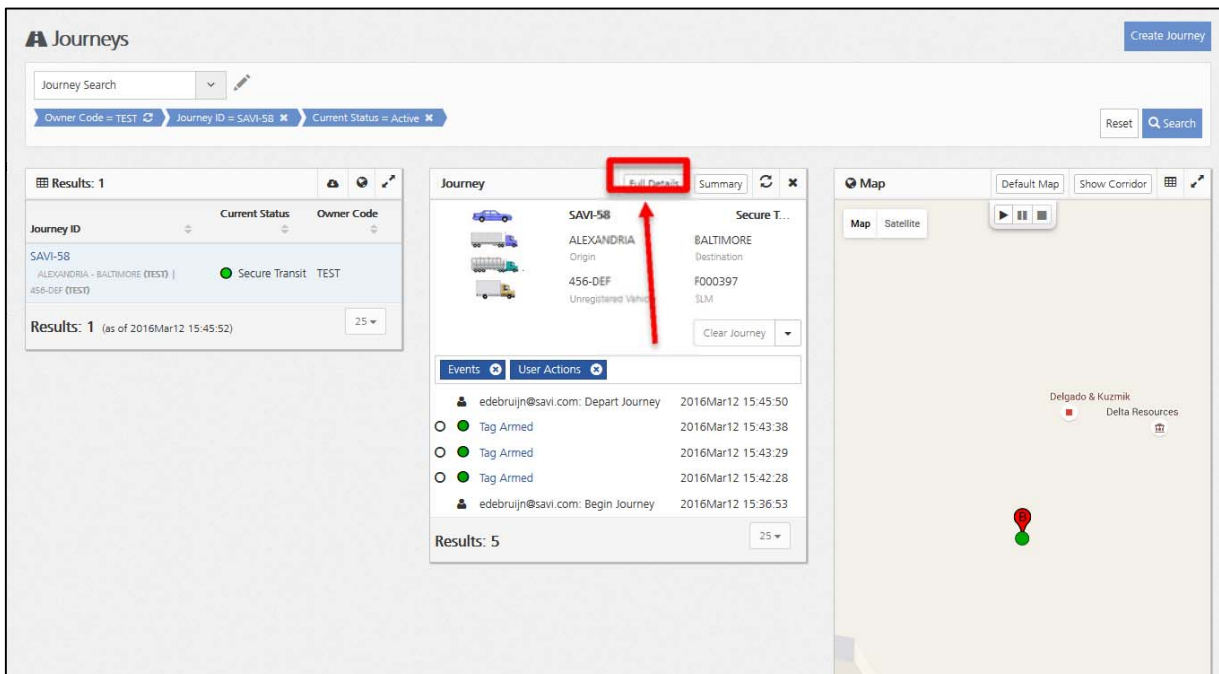 Journeys
Create Journey
Journey Search
Owner Code = TEST
Journey ID = SAVI-58
Current Status = Active
Reset
Search
Results: 1
Journey ID
Current Status
Owner Code
SAVI-58
ALEXANDRIA - BALTIMORE (TEST) |
456-DEF (TEST)
Secure Transit
TEST
Results: 1 (as of 2016Mar12 15:45:52)
25
Journey
Full Details
Summary
SAVI-58
Secure T...
ALEXANDRIA
BALTIMORE
Origin
Destination
456-DEF
F000397
Unregistered Vehicle
SLM
Clear Journey
Events
User Actions
edebruijn@savi.com: Depart Journey 2016Mar12 15:45:50
Tag Armed 2016Mar12 15:43:38
Tag Armed 2016Mar12 15:43:29
Tag Armed 2016Mar12 15:42:28
edebruijn@savi.com: Begin Journey 2016Mar12 15:36:53
Results: 5
25
Map
Default Map
Show Corridor
Map
Satellite
Delgado & Kuzmik
Delta Resources
B